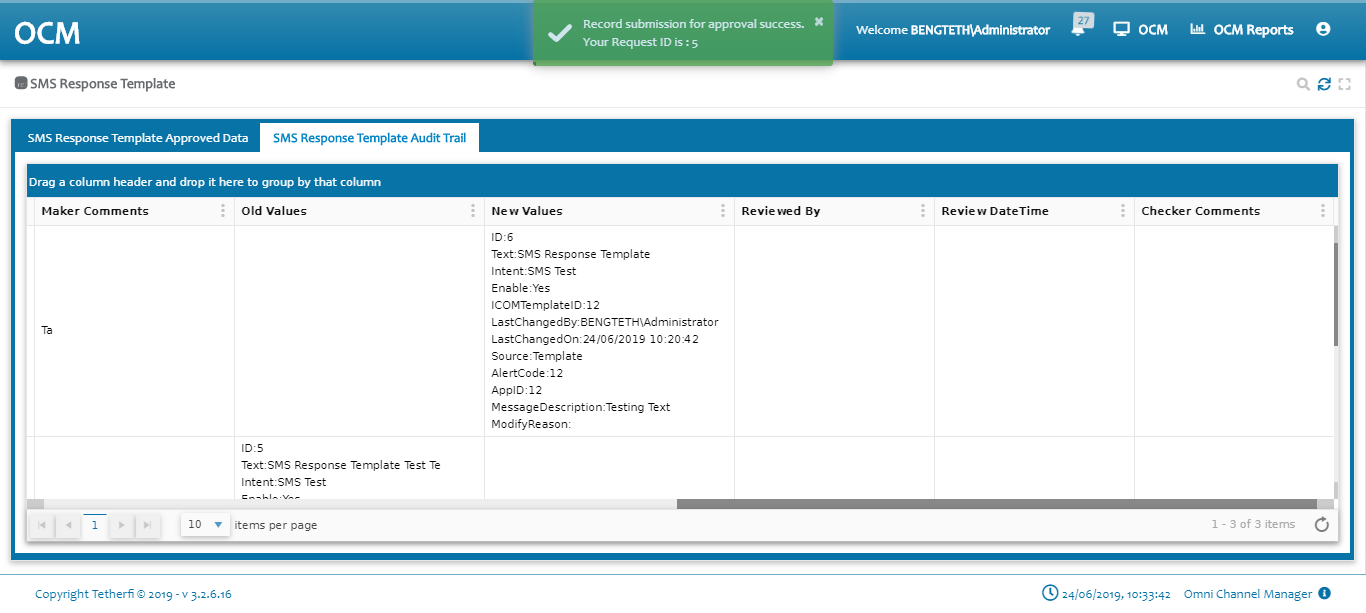 OCM
Record submission for approval success.
Your Request ID is : 5
Welcome BENGTETH\Administrator
27
OCM
OCM Reports
SMS Response Template
SMS Response Template Approved Data
SMS Response Template Audit Trail
Drag a column header and drop it here to group by that column
Maker Comments
Old Values
New Values
Reviewed By
Review DateTime
Checker Comments
Ta
ID:6
Text:SMS Response Template
Intent:SMS Test
Enable:Yes
ICOMTemplateID:12
LastChangedBy:BENGTETH\Administrator
LastChangedOn:24/06/2019 10:20:42
Source:Template
AlertCode:12
AppID:12
MessageDescription:Testing Text
ModifyReason:
ID:5
Text:SMS Response Template Test Te
Intent:SMS Test
Enable:Yes
1
10
items per page
1 - 3 of 3 items
Copyright Tetherfi © 2019 - v 3.2.6.16
24/06/2019, 10:33:42
Omni Channel Manager